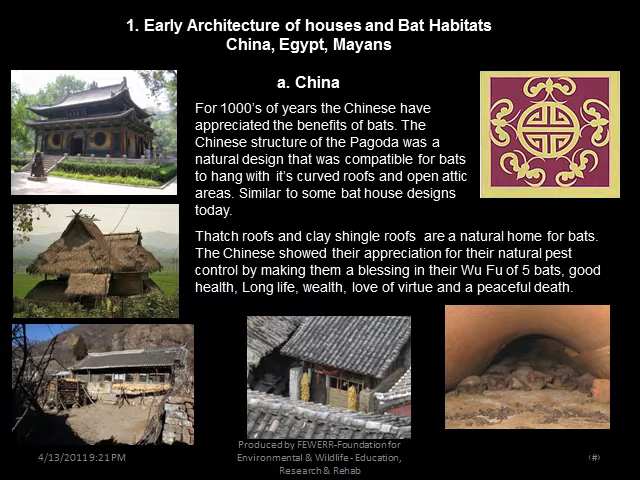 1. Early Architecture of houses and Bat Habitats
China, Egypt, Mayans
a. China
For 1000's of years the Chinese have
appreciated the benefits of bats. The
Chinese structure of the Pagoda was a
natural design that was compatible for bats
to hang with it's curved roofs and open attic
areas. Similar to some bat house designs
today.
Thatch roofs and clay shingle roofs are a natural home for bats.
The Chinese showed their appreciation for their natural pest
control by making them a blessing in their Wu Fu of 5 bats, good
health, Long life, wealth, love of virtue and a peaceful death.
4/13/2011 9:21 PM
Produced by FEWERR-Foundation for
Environmental & Wildlife - Education,
Research & Rehab
‹#›